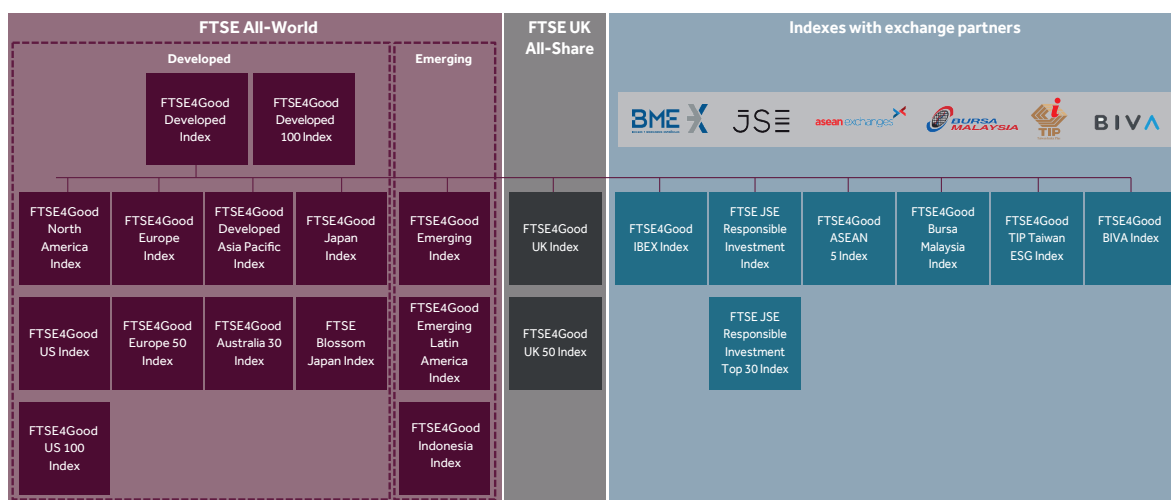 FTSE All-World
FTSE UK
All-Share
Indexes with exchange partners
Developed
Emerging
FTSE4Good
Developed
Index
FTSE4Good
Developed
100 Index
BME X
JSE
asean exchanges
BURSA
MALAYSIA
TIP
BIVA
FTSE4Good
North
America
Index
FTSE4Good
Europe
Index
FTSE4Good
Developed
Asia Pacific
Index
FTSE4Good
Japan
Index
FTSE4Good
Emerging
Index
FTSE4Good
UK Index
FTSE4Good
IBEX Index
FTSE JSE
Responsible
Investment
Index
FTSE4Good
ASEAN
5 Index
FTSE4Good
Bursa
Malaysia
Index
FTSE4Good
TIP Taiwan
ESG Index
FTSE4Good
BIVA Index
FTSE4Good
US Index
FTSE4Good
Europe 50
Index
FTSE4Good
Australia 30
Index
FTSE
Blossom
Japan Index
FTSE4Good
Emerging
Latin
America
Index
FTSE4Good
UK 50 Index
FTSE JSE
Responsible
Investment
Top 30 Index
FTSE4Good
US 100
Index
FTSE4Good
Indonesia
Index